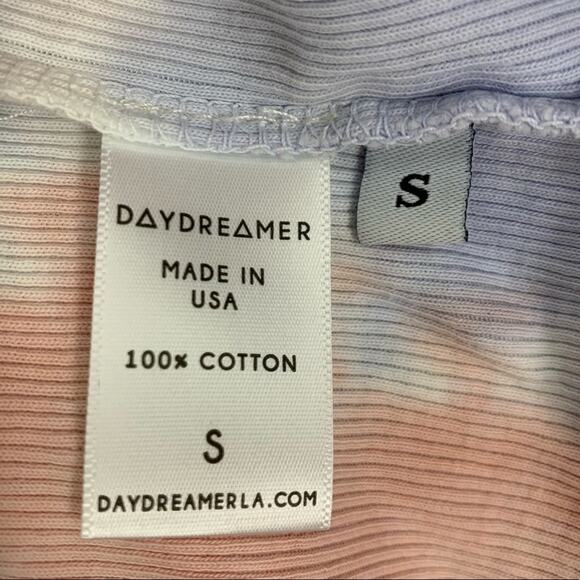 DAYDREAMER
MADE IN
USA
100% COTTON
S
DAYDREAMERLA.COM
S